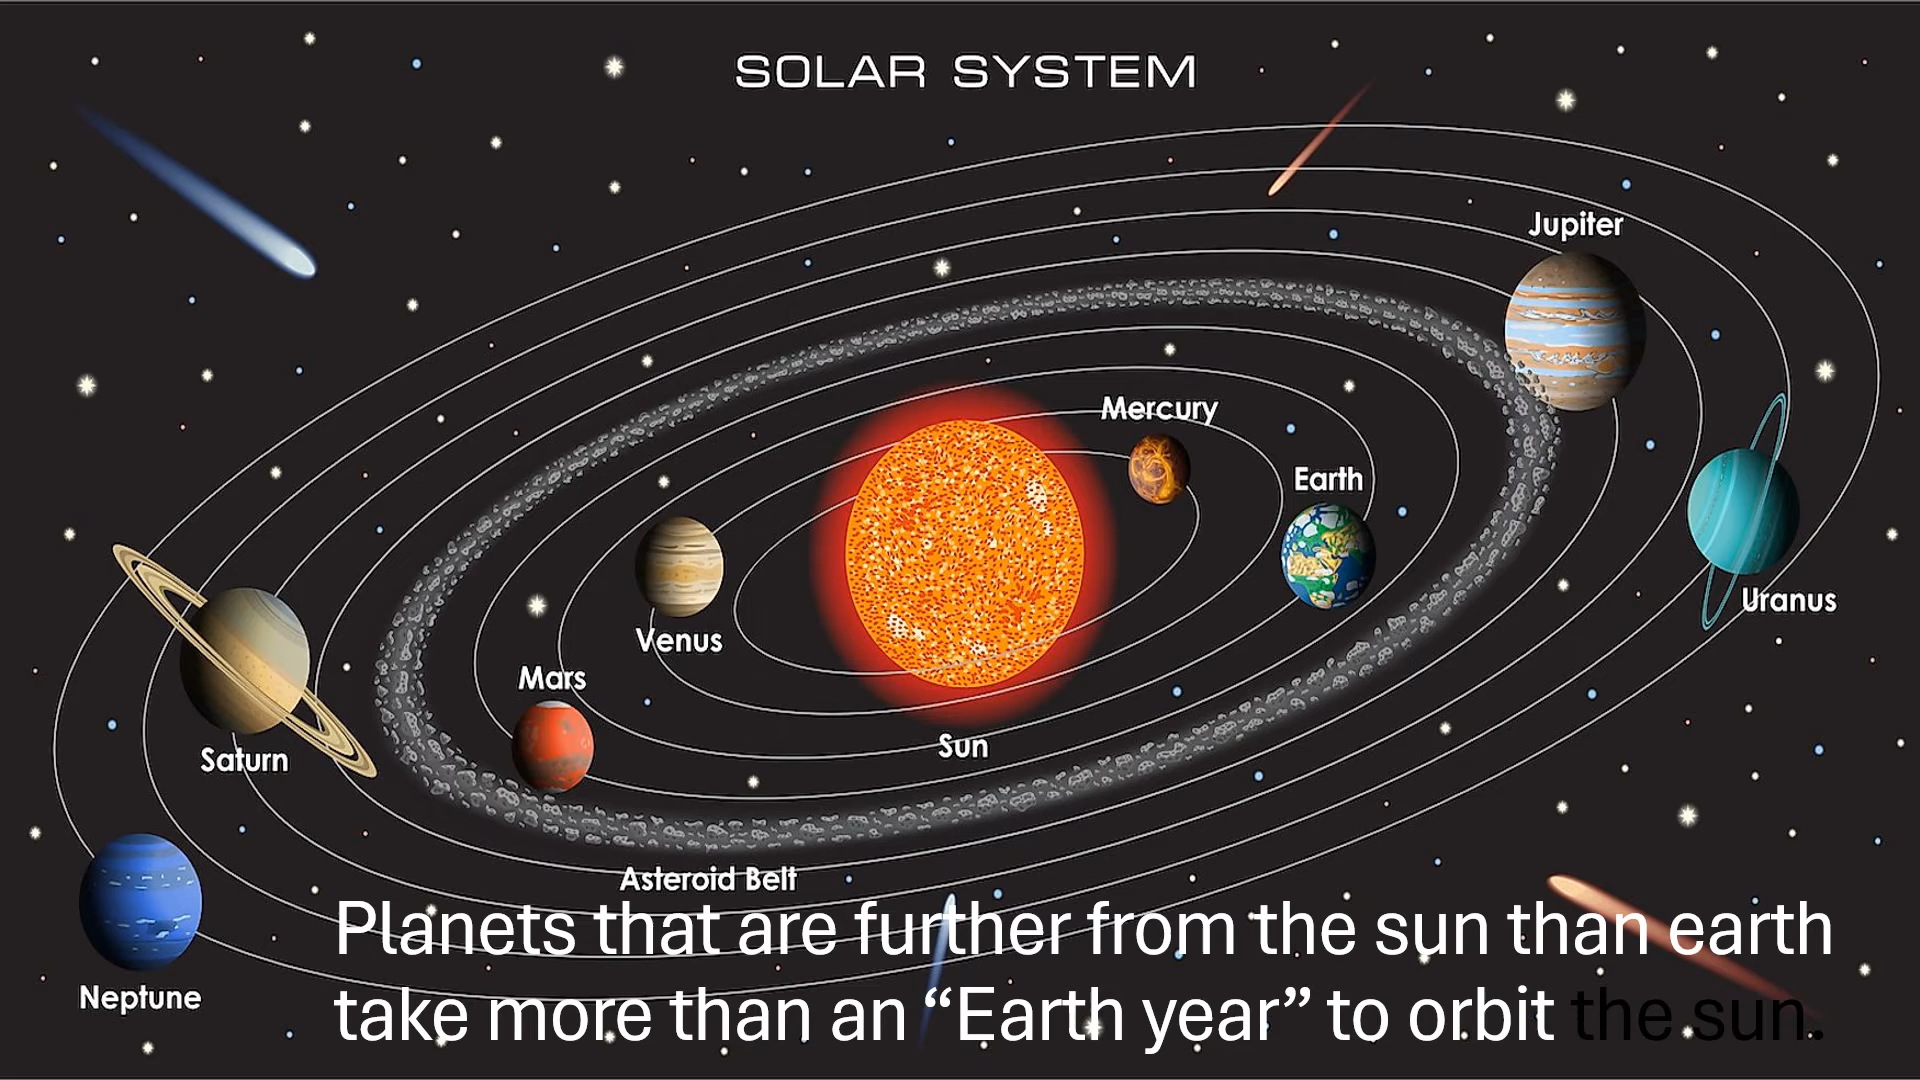 SOLAR SYSTEM
Jupiter
Mercury
Earth
Uranus
Venus
Mars
Sun
Saturn
Asteroid Belt
Neptune
Planets that are further from the sun than earth
take more than an “Earth year” to orbit the sun.